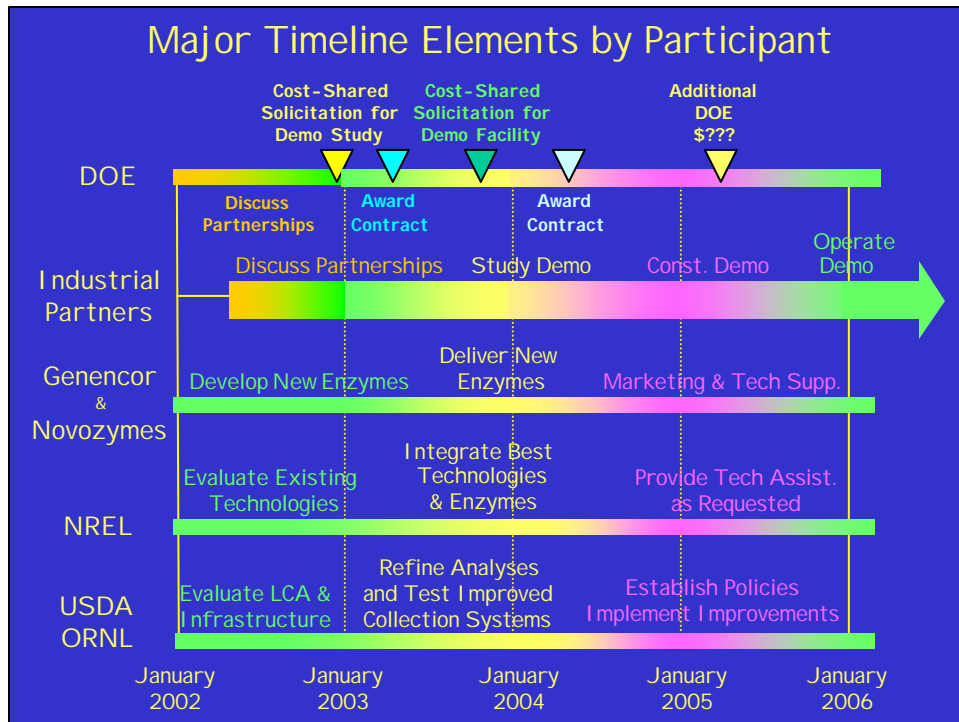 Major Timeline Elements by Participant
Cost-Shared
Solicitation for
Demo Study
Cost-Shared
Solicitation for
Demo Facility
Additional
DOE
$???
DOE
Discuss
Partnerships
Award
Contract
Award
Contract
Industrial
Partners
Discuss Partnerships
Study Demo
Const. Demo
Operate
Demo
Genencor
&
Novozymes
Develop New Enzymes
Deliver New
Enzymes
Marketing & Tech Supp.
NREL
Evaluate Existing
Technologies
Integrate Best
Technologies
& Enzymes
Provide Tech Assist.
as Requested
USDA
ORNL
Evaluate LCA &
Infrastructure
Refine Analyses
and Test Improved
Collection Systems
Establish Policies
Implement Improvements
January
2002
January
2003
January
2004
January
2005
January
2006